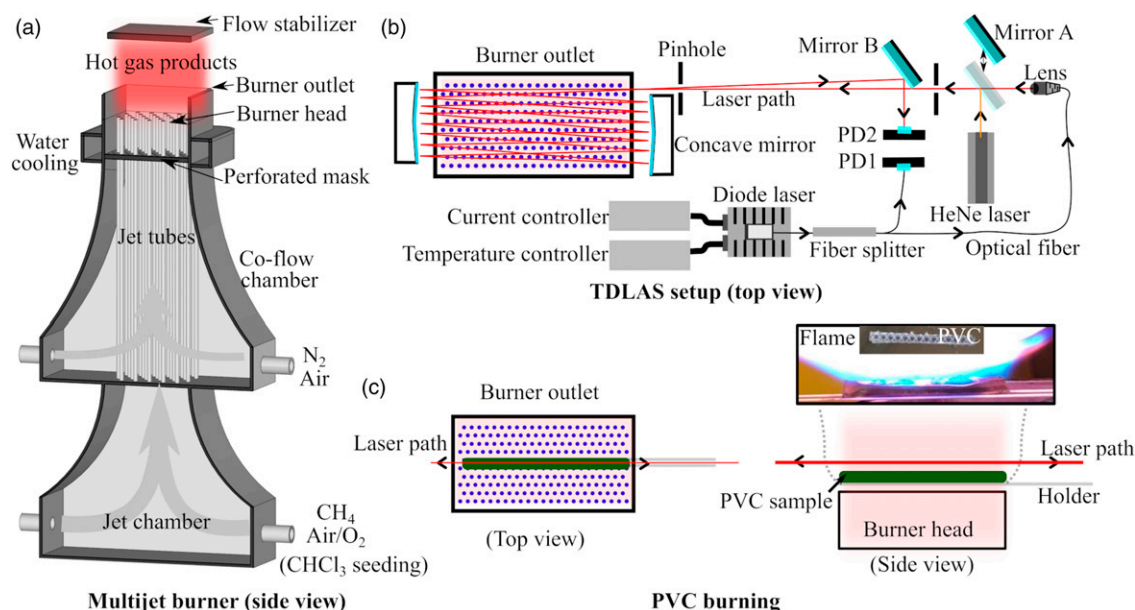 (a)
Flow stabilizer
Hot gas products
Burner outlet
Burner head
Water
cooling
Perforated mask
Jet tubes
Co-flow
chamber
N2
Air
Jet chamber
CH4
Air/O2
(CHCl3 seeding)
Multijet burner (side view)
(b)
Burner outlet
Pinhole
Mirror B
Mirror A
Lens
Laser path
Concave mirror
PD2
PD1
HeNe laser
Diode laser
Current controller
Temperature controller
Fiber splitter
Optical fiber
TDLAS setup (top view)
(c)
Burner outlet
Laser path
(Top view)
Flame
PVC
Laser path
PVC sample
Holder
Burner head
(Side view)
PVC burning